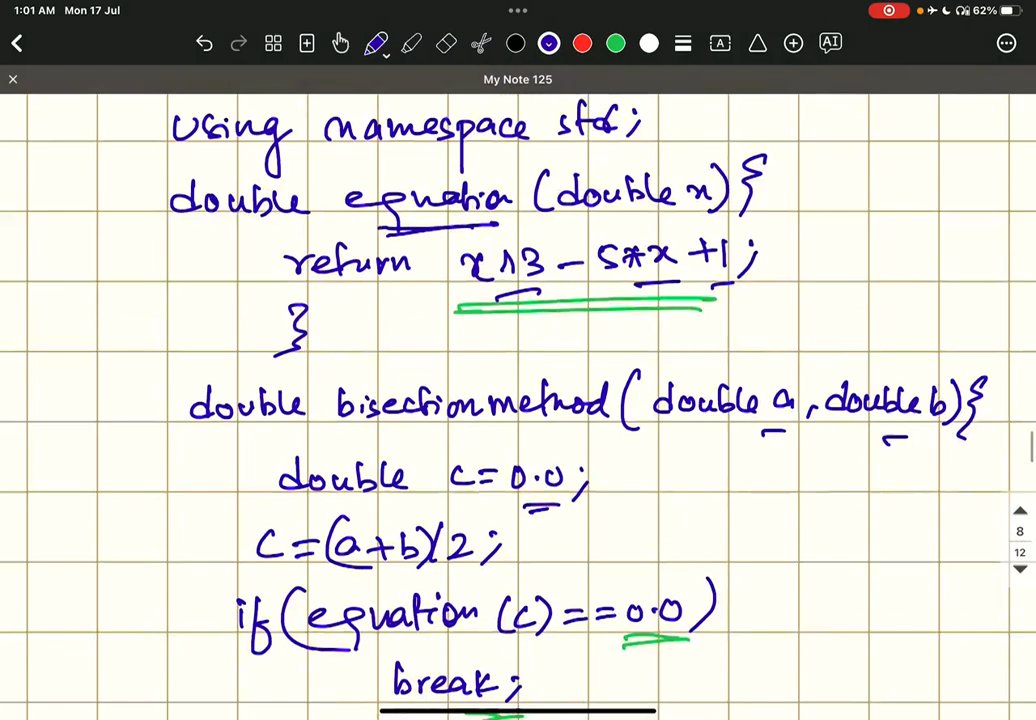 1:01 AM Mon 17 Jul
62%
A
AI
My Note 125
using namespace std;
double equation (double x) {
return x^3 - 5*x + 1;
}
double bisectionmethod (double a, double b) {
double c = 0.0;
c = (a+b)/2;
if (equation (c) == 0.0)
break;
8
12